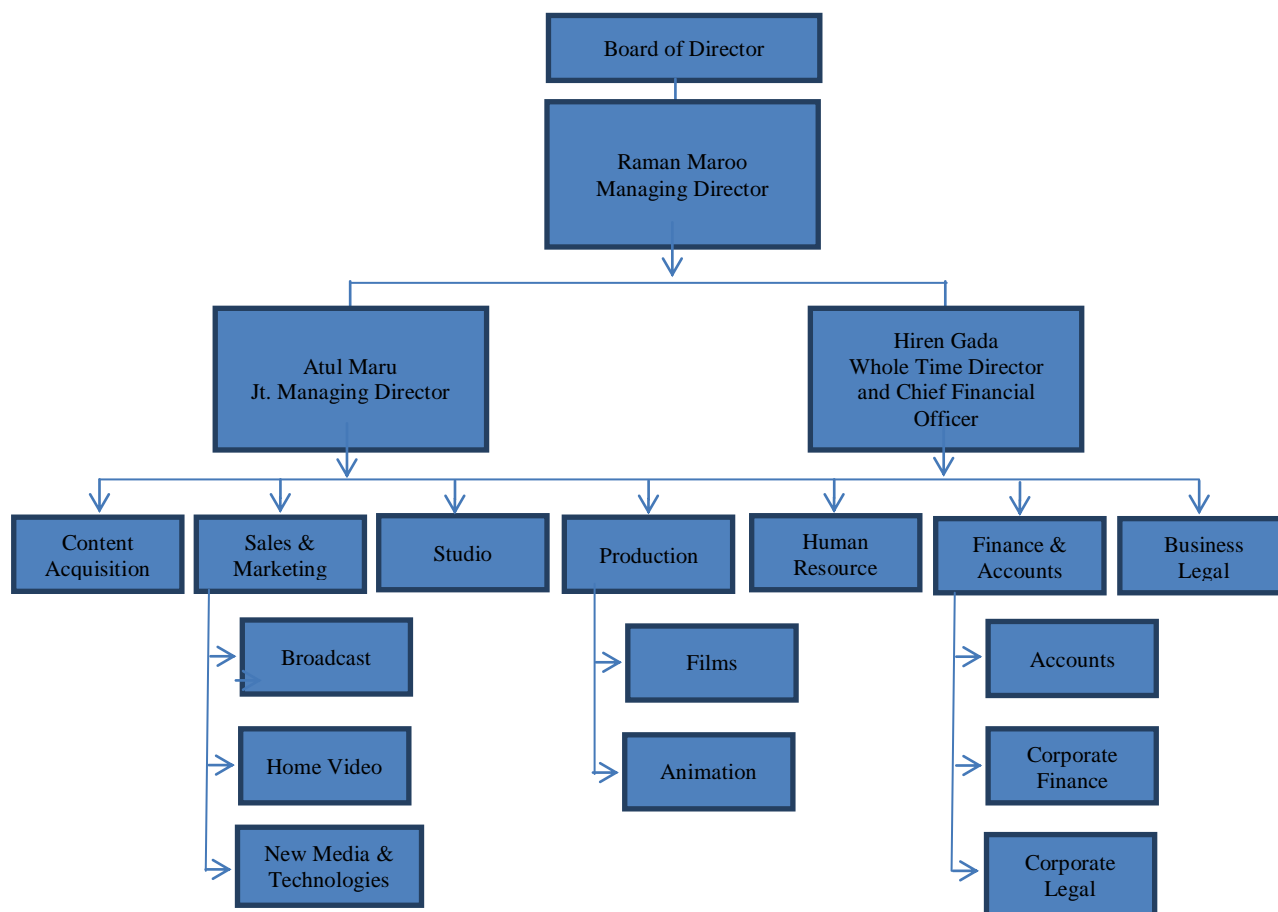 Board of Director
Raman Maroo
Managing Director
Atul Maru
Jt. Managing Director
Hiren Gada
Whole Time Director
and Chief Financial
Officer
Content
Acquisition
Sales &
Marketing
Studio
Production
Human
Resource
Finance &
Accounts
Business
Legal
Broadcast
Films
Accounts
Home Video
Animation
Corporate
Finance
New Media &
Technologies
Corporate
Legal